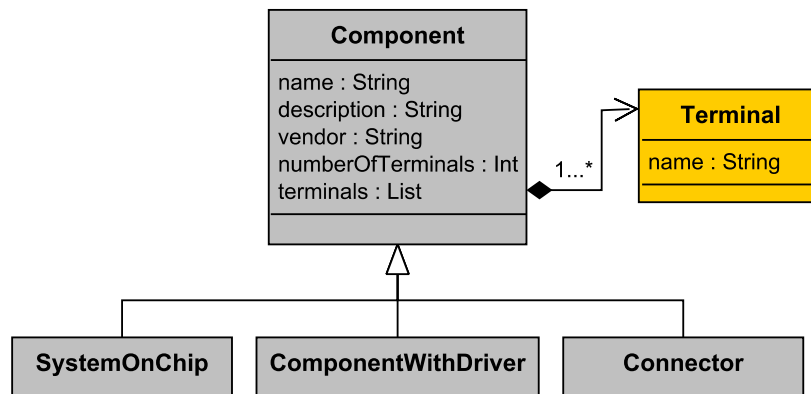 Component
name : String
description : String
vendor : String
numberOfTerminals : Int
terminals : List
1...*
Terminal
name : String
SystemOnChip
ComponentWithDriver
Connector